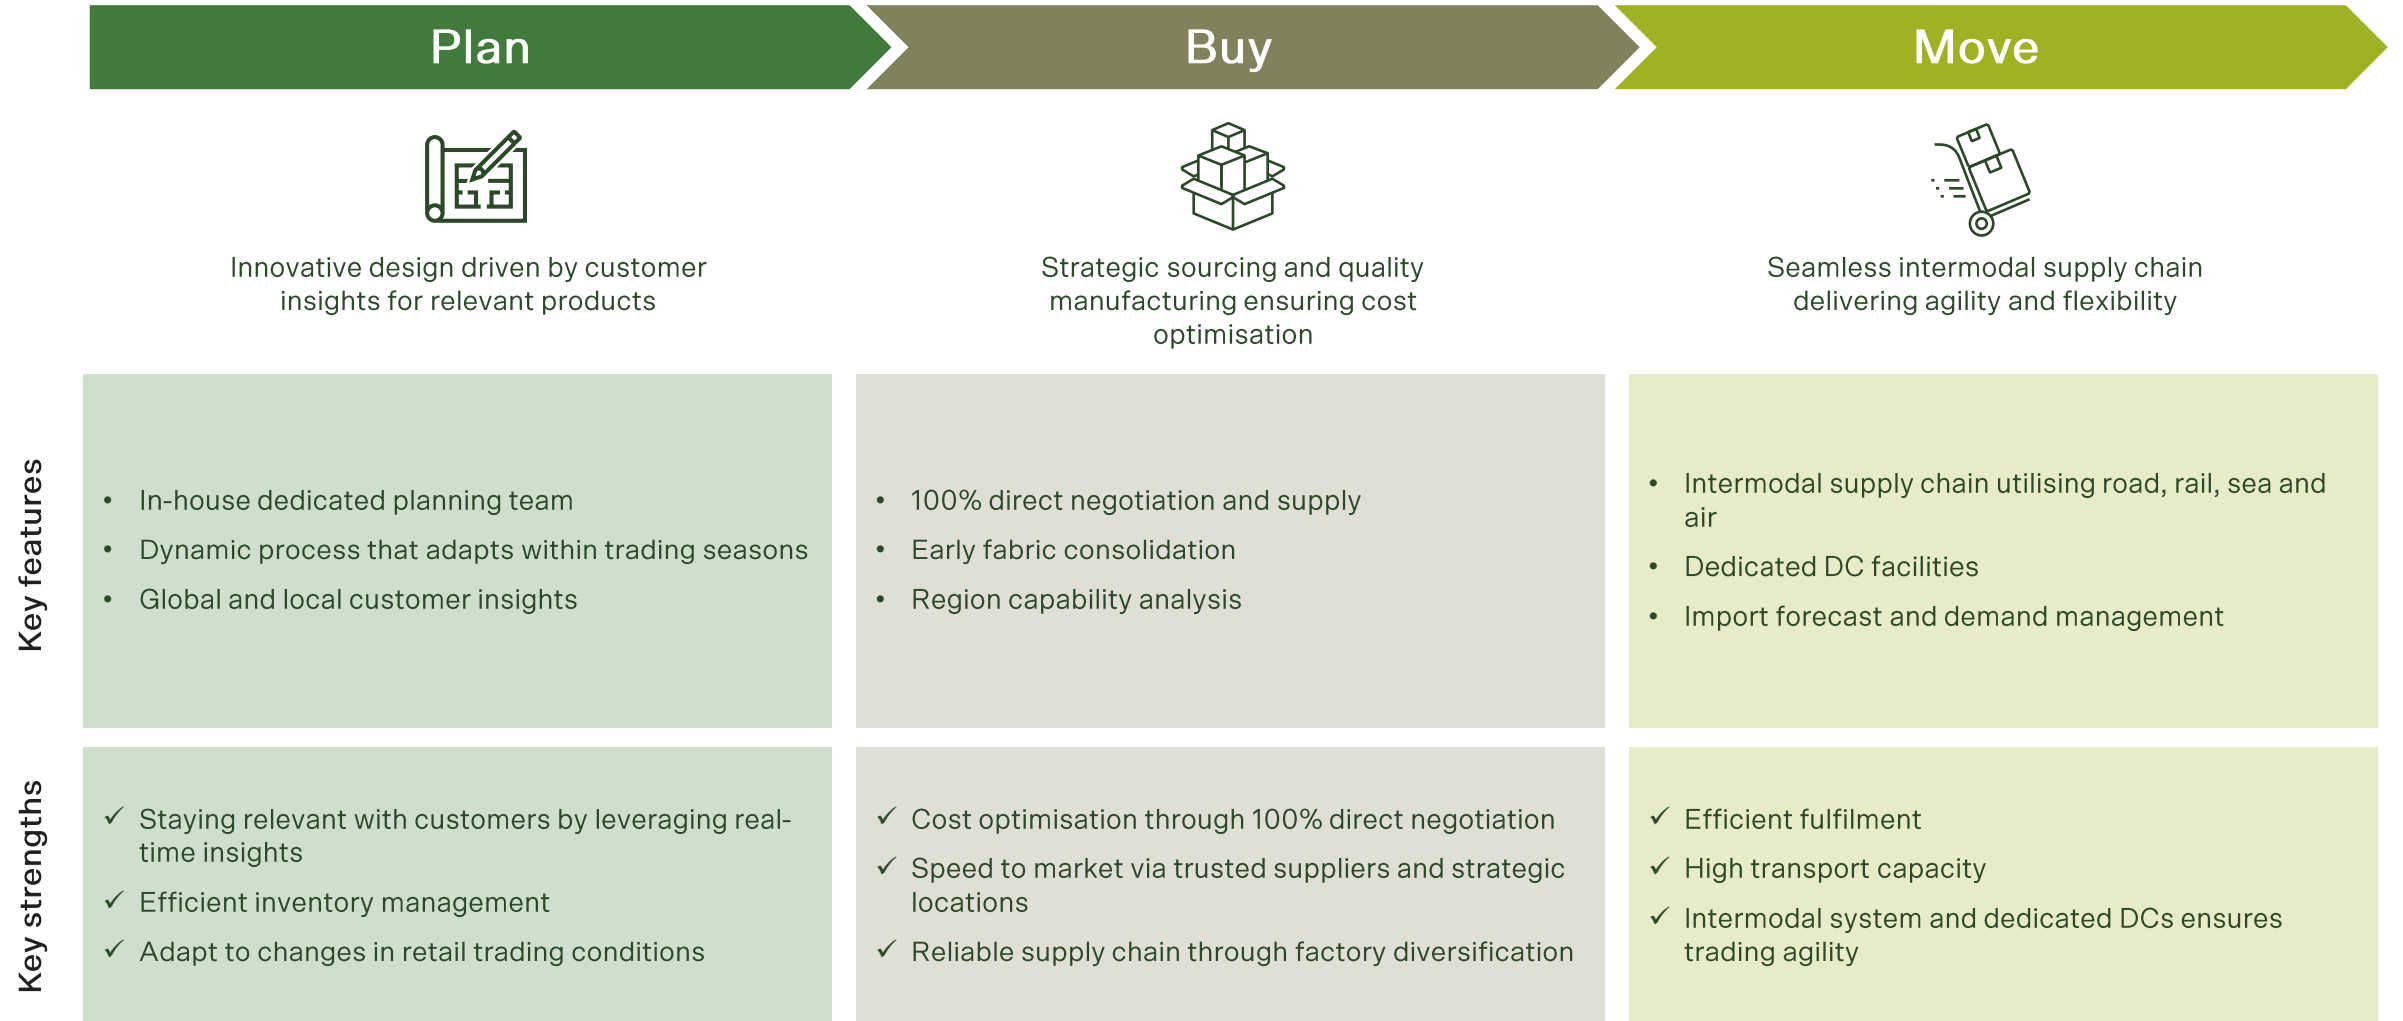 Plan
Buy
Move
Innovative design driven by customer
insights for relevant products
Strategic sourcing and quality
manufacturing ensuring cost
optimisation
Seamless intermodal supply chain
delivering agility and flexibility
Key features
• In-house dedicated planning team
• Dynamic process that adapts within trading seasons
• Global and local customer insights
• 100% direct negotiation and supply
• Early fabric consolidation
• Region capability analysis
• Intermodal supply chain utilising road, rail, sea and
air
• Dedicated DC facilities
• Import forecast and demand management
Key strengths
✓ Staying relevant with customers by leveraging real-
time insights
✓ Efficient inventory management
✓ Adapt to changes in retail trading conditions
✓ Cost optimisation through 100% direct negotiation
✓ Speed to market via trusted suppliers and strategic
locations
✓ Reliable supply chain through factory diversification
✓ Efficient fulfilment
✓ High transport capacity
✓ Intermodal system and dedicated DCs ensures
trading agility